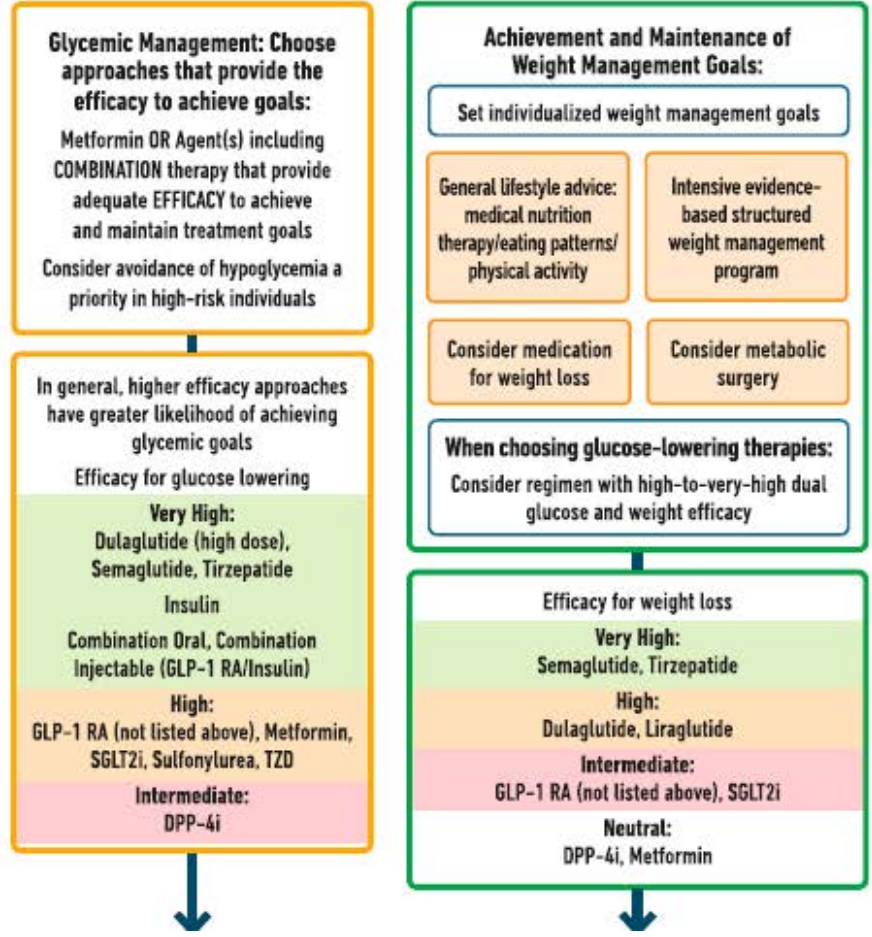 Glycemic Management: Choose
approaches that provide the
efficacy to achieve goals:
Metformin OR Agent(s) including
COMBINATION therapy that provide
adequate EFFICACY to achieve
and maintain treatment goals
Consider avoidance of hypoglycemia a
priority in high-risk individuals
In general, higher efficacy approaches
have greater likelihood of achieving
glycemic goals
Efficacy for glucose lowering
Very High:
Dulaglutide (high dose),
Semaglutide, Tirzepatide
Insulin
Combination Oral, Combination
Injectable (GLP-1 RA/Insulin)
High:
GLP-1 RA (not listed above), Metformin,
SGLT2i, Sulfonylurea, TZD
Intermediate:
DPP-4i
Achievement and Maintenance of
Weight Management Goals:
Set individualized weight management goals
General lifestyle advice:
medical nutrition
therapy/eating patterns/
physical activity
Intensive evidence-
based structured
weight management
program
Consider medication
for weight loss
Consider metabolic
surgery
When choosing glucose-lowering therapies:
Consider regimen with high-to-very-high dual
glucose and weight efficacy
Efficacy for weight loss
Very High:
Semaglutide, Tirzepatide
High:
Dulaglutide, Liraglutide
Intermediate:
GLP-1 RA (not listed above), SGLT2i
Neutral:
DPP-4i, Metformin